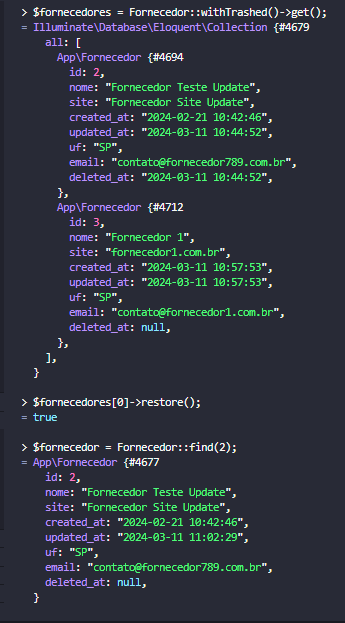 > $fornecedores = Fornecedor::withTrashed()->get();
= Illuminate\Database\Eloquent\Collection {#4679
    all: [
      App\Fornecedor {#4694
        id: 2,
        nome: "Fornecedor Teste Update",
        site: "Fornecedor Site Update",
        created_at: "2024-02-21 10:42:46",
        updated_at: "2024-03-11 10:44:52",
        uf: "SP",
        email: "contato@fornecedor789.com.br",
        deleted_at: "2024-03-11 10:44:52",
      },
      App\Fornecedor {#4712
        id: 3,
        nome: "Fornecedor 1",
        site: "fornecedor1.com.br",
        created_at: "2024-03-11 10:57:53",
        updated_at: "2024-03-11 10:57:53",
        uf: "SP",
        email: "contato@fornecedor1.com.br",
        deleted_at: null,
      },
    ],
  }
> $fornecedores[0]->restore();
= true
> $fornecedor = Fornecedor::find(2);
= App\Fornecedor {#4677
    id: 2,
    nome: "Fornecedor Teste Update",
    site: "Fornecedor Site Update",
    created_at: "2024-02-21 10:42:46",
    updated_at: "2024-03-11 11:02:29",
    uf: "SP",
    email: "contato@fornecedor789.com.br",
    deleted_at: null,
  }